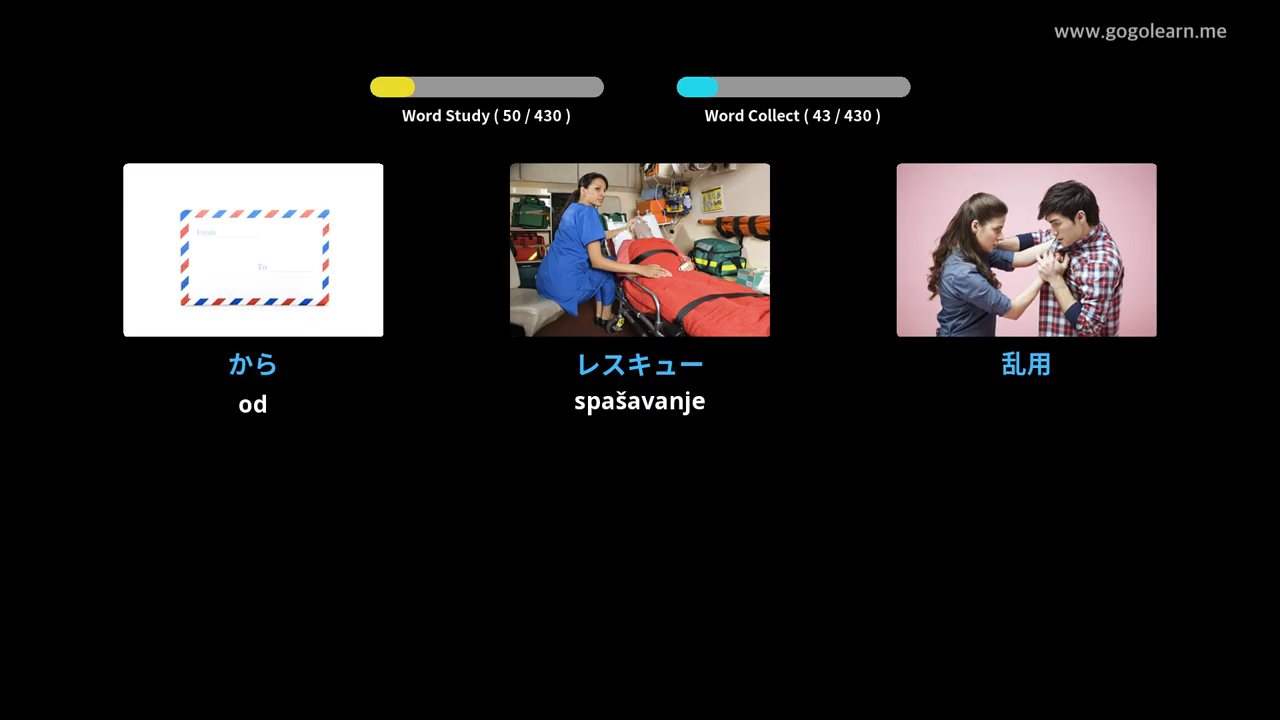 www.gogolearn.me
Word Study ( 50 / 430 )
Word Collect ( 43 / 430 )
From
To
から
レスキュー
乱用
od
spašavanje